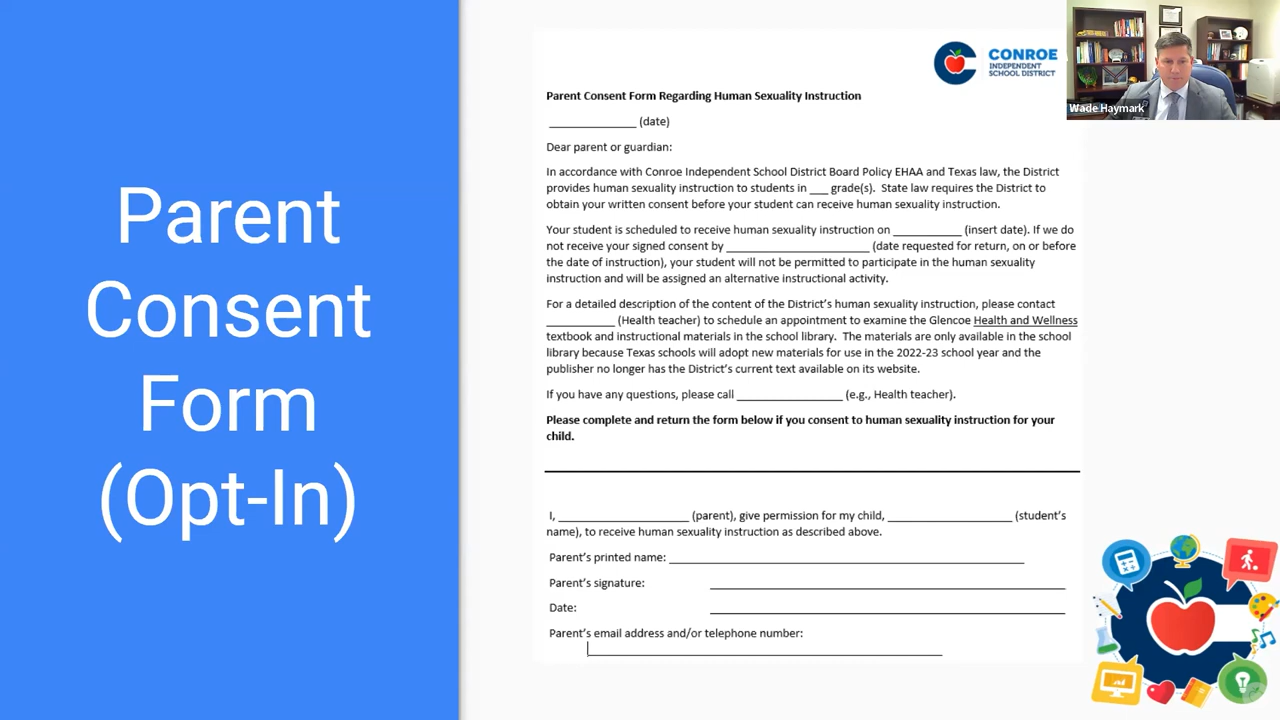 Parent
Consent
Form
(Opt-In)
CONROE
INDEPENDENT
SCHOOL DISTRICT
Wade Haymark
Parent Consent Form Regarding Human Sexuality Instruction
______________ (date)
Dear parent or guardian:
In accordance with Conroe Independent School District Board Policy EHAA and Texas law, the District
provides human sexuality instruction to students in ___ grade(s).  State law requires the District to
obtain your written consent before your student can receive human sexuality instruction.
Your student is scheduled to receive human sexuality instruction on ___________ (insert date). If we do
not receive your signed consent by _______________________ (date requested for return, on or before
the date of instruction), your student will not be permitted to participate in the human sexuality
instruction and will be assigned an alternative instructional activity.
For a detailed description of the content of the District's human sexuality instruction, please contact
___________ (Health teacher) to schedule an appointment to examine the Glencoe Health and Wellness
textbook and instructional materials in the school library.  The materials are only available in the school
library because Texas schools will adopt new materials for use in the 2022-23 school year and the
publisher no longer has the District's current text available on its website.
If you have any questions, please call _________________ (e.g., Health teacher).
Please complete and return the form below if you consent to human sexuality instruction for your
child.
I, _____________________ (parent), give permission for my child, ____________________ (student's
name), to receive human sexuality instruction as described above.
Parent's printed name: _________________________________________________________
Parent's signature: _________________________________________________________
Date: _________________________________________________________
Parent's email address and/or telephone number:
_________________________________________________________